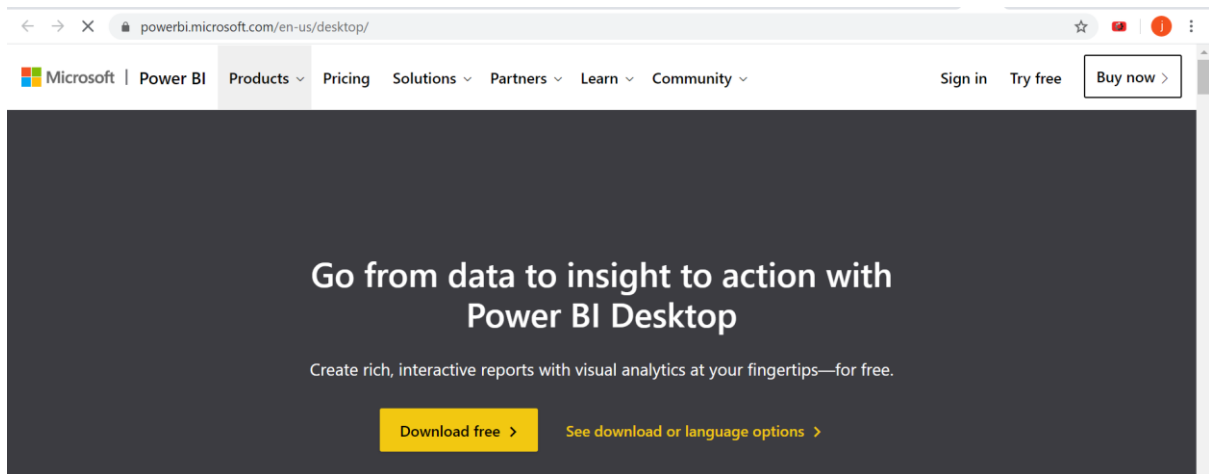 powerbi.microsoft.com/en-us/desktop/
Microsoft | Power BI Products Pricing Solutions Partners Learn Community Sign in Try free Buy now
Go from data to insight to action with
Power BI Desktop
Create rich, interactive reports with visual analytics at your fingertips—for free.
Download free See download or language options